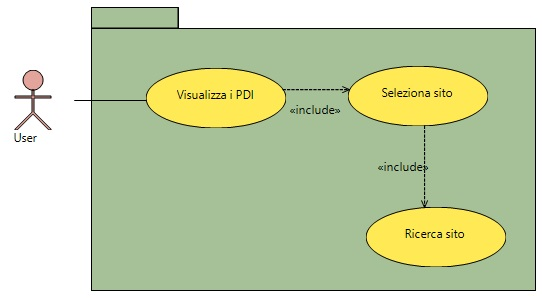 Visualizza i PDI
Seleziona sito
«include»
User
«include»
Ricerca sito